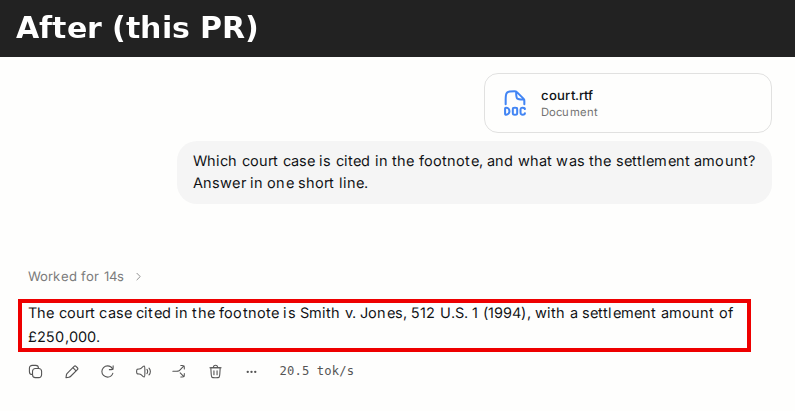 After (this PR)
court.rtf
DOC
Document
Which court case is cited in the footnote, and what was the settlement amount?
Answer in one short line.
Worked for 14s
The court case cited in the footnote is Smith v. Jones, 512 U.S. 1 (1994), with a settlement amount of
£250,000.
20.5 tok/s